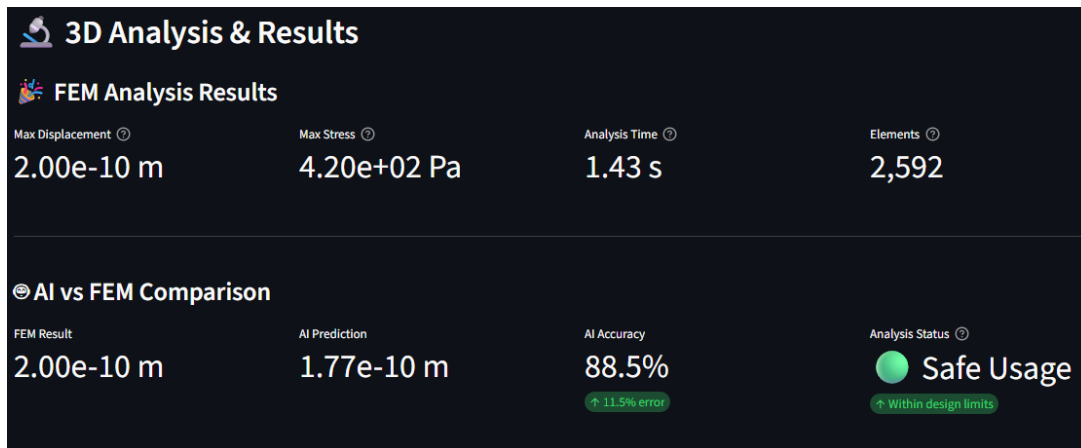 3D Analysis & Results
FEM Analysis Results
Max Displacement Max Stress Analysis Time Elements
2.00e-10 m 4.20e+02 Pa 1.43 s 2,592
AI vs FEM Comparison
FEM Result AI Prediction AI Accuracy Analysis Status
2.00e-10 m 1.77e-10 m 88.5% Safe Usage
↑ 11.5% error ↑ Within design limits